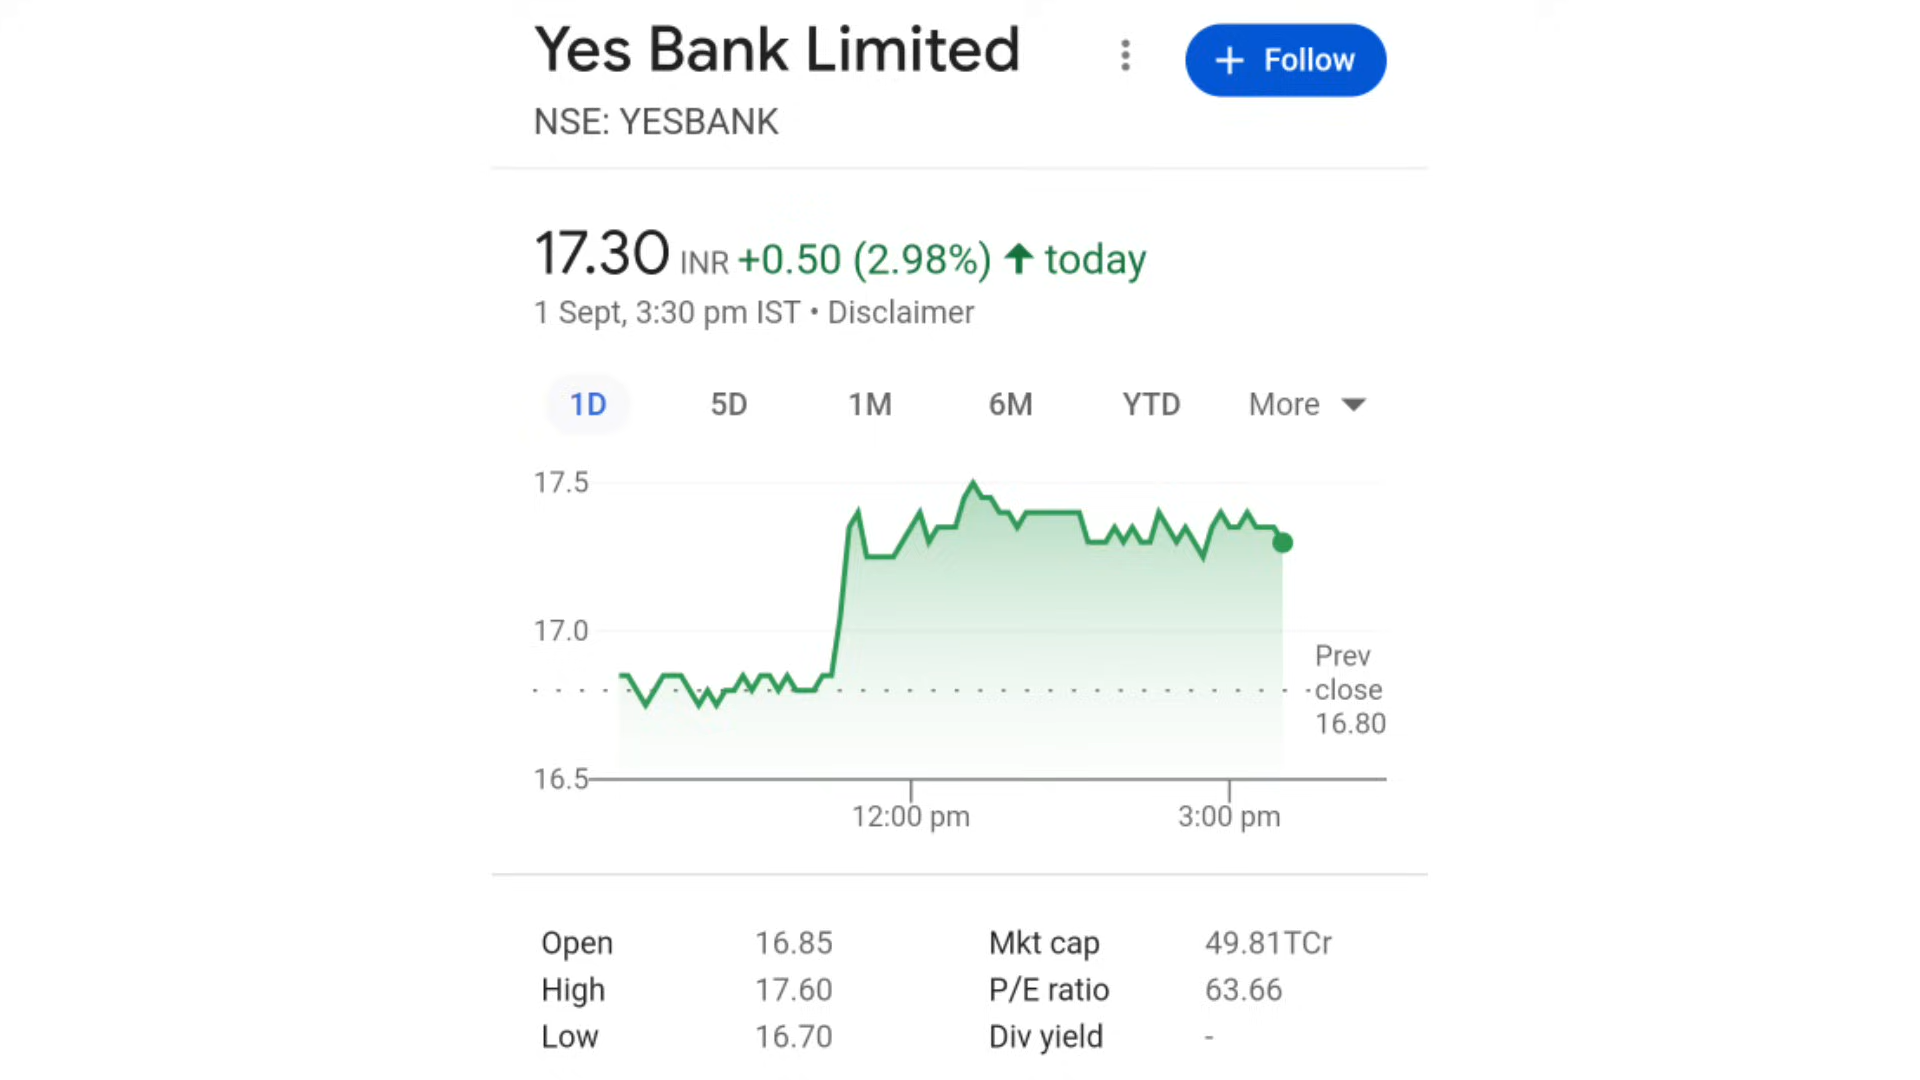 Yes Bank Limited
+ Follow
NSE: YESBANK
17.30 INR +0.50 (2.98%) ↑ today
1 Sept, 3:30 pm IST • Disclaimer
1D 5D 1M 6M YTD More
17.5
17.0
Prev
close
16.80
16.5
12:00 pm 3:00 pm
Open 16.85 Mkt cap 49.81TCr
High 17.60 P/E ratio 63.66
Low 16.70 Div yield -